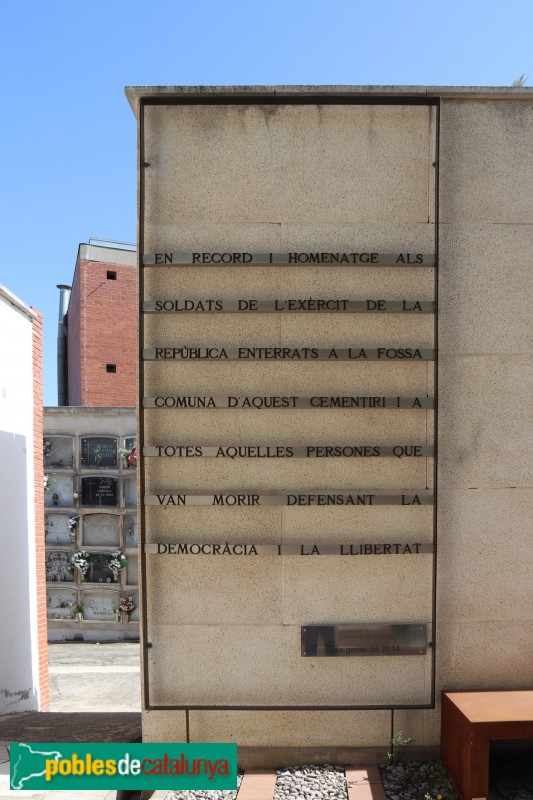 EN RECORD I HOMENATGE ALS
SOLDATS DE L'EXÈRCIT DE LA
REPÚBLICA ENTERRATS A LA FOSSA
COMUNA D'AQUEST CEMENTIRI I A
TOTES AQUELLES PERSONES QUE
VAN MORIR DEFENSANT LA
DEMOCRÀCIA I LA LLIBERTAT
gener de 2014
poblesdecatalunya